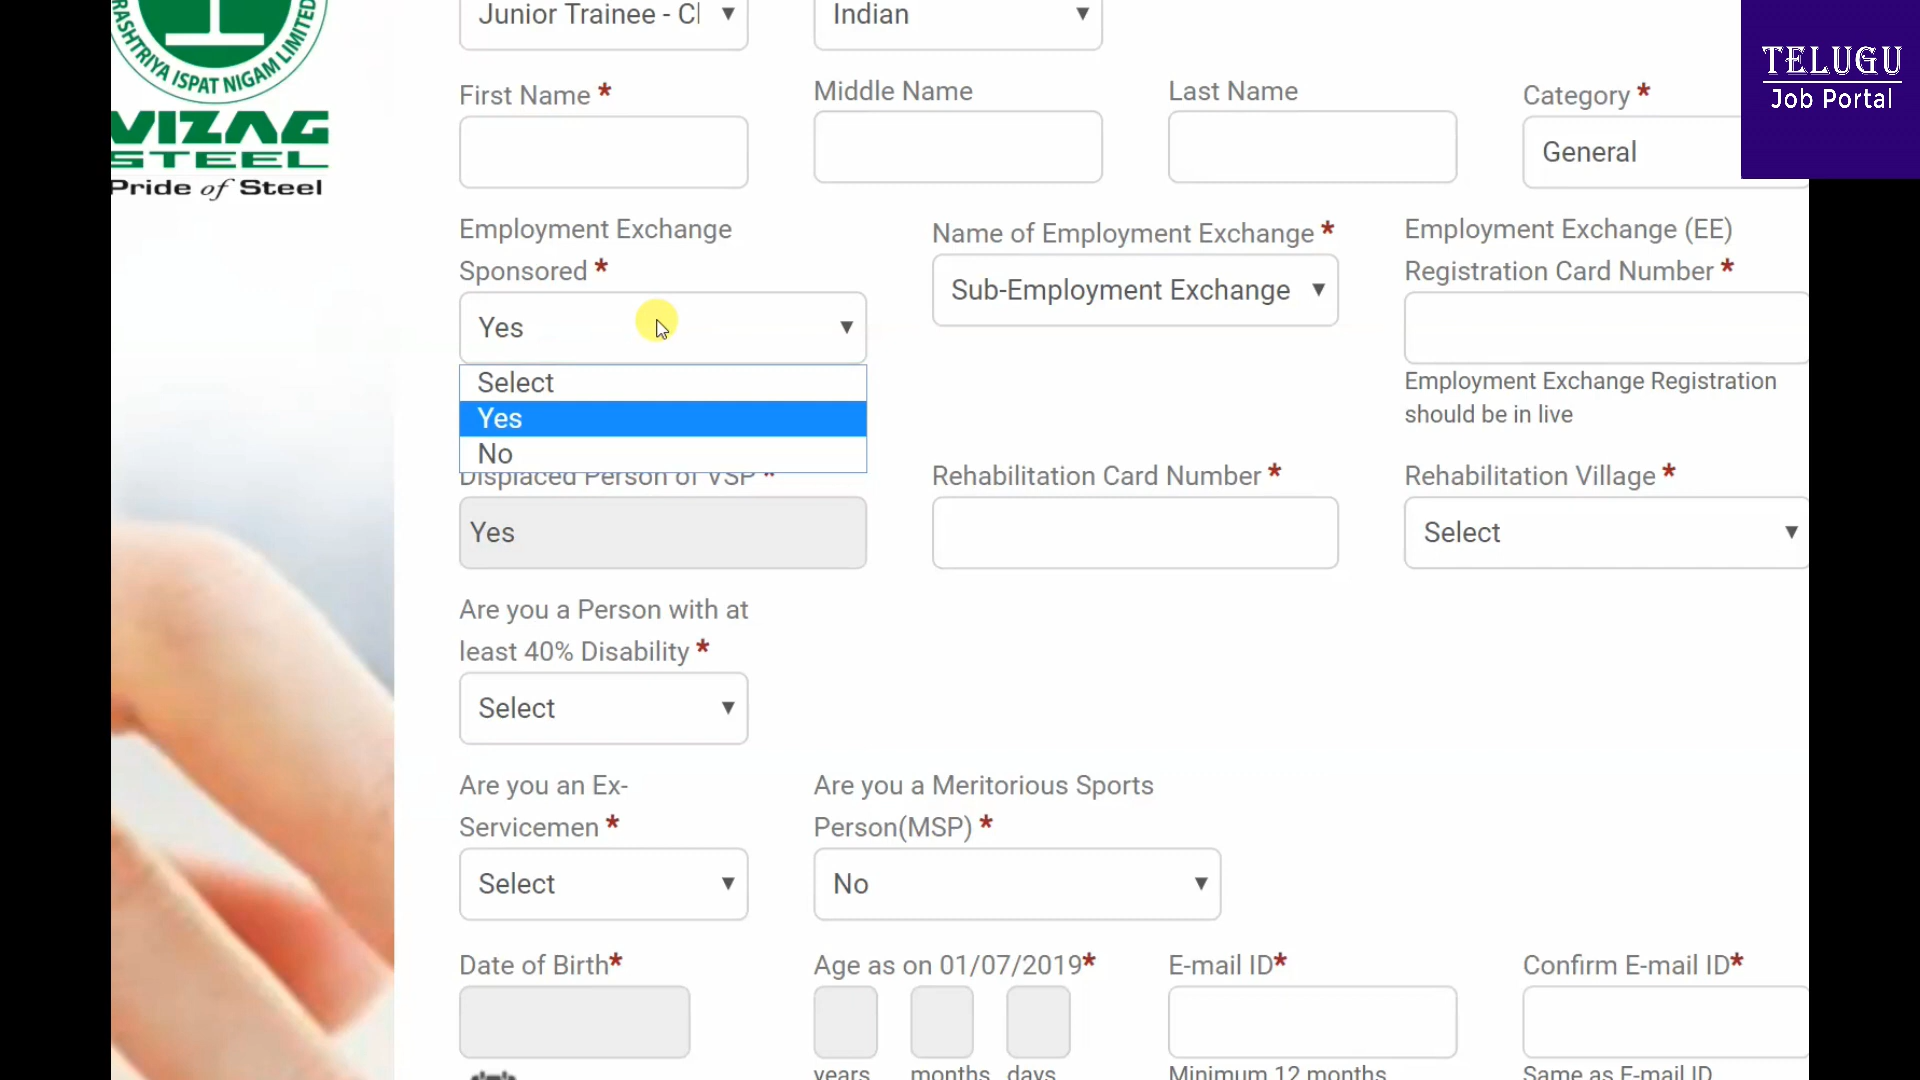 RASHTRIYA ISPAT NIGAM LIMITED
VIZAG
STEEL
Pride of Steel
TELUGU
Job Portal
Junior Trainee - Cl
Indian
First Name *
Middle Name
Last Name
Category *
General
Employment Exchange
Sponsored *
Name of Employment Exchange *
Employment Exchange (EE)
Registration Card Number *
Yes
Sub-Employment Exchange
Select
Yes
No
Employment Exchange Registration
should be in live
Displaced Person of VSP *
Rehabilitation Card Number *
Rehabilitation Village *
Yes
Select
Are you a Person with at
least 40% Disability *
Select
Are you an Ex-
Servicemen *
Are you a Meritorious Sports
Person(MSP) *
Select
No
Date of Birth*
Age as on 01/07/2019*
E-mail ID*
Confirm E-mail ID*
years
months
days
Minimum 12 months
Same as E-mail ID